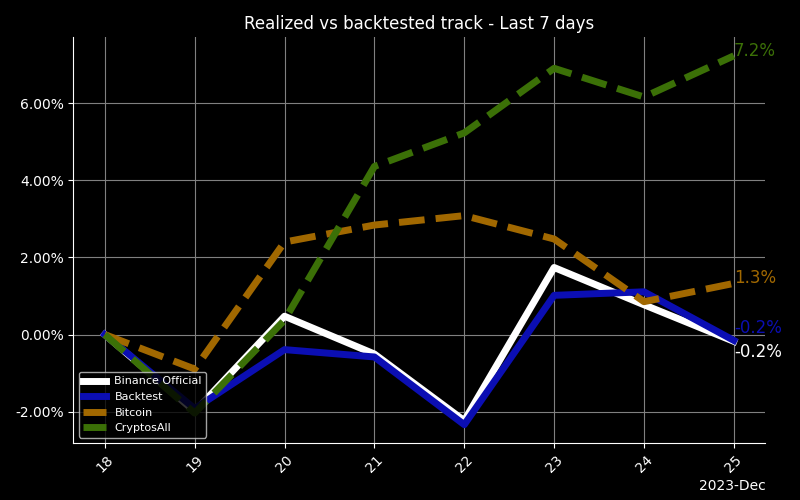 Realized vs backtested track - Last 7 days
7.2%
6.00%
4.00%
2.00%
1.3%
0.00%
-0.2%
-0.2%
-2.00%
Binance Official
Backtest
Bitcoin
CryptosAll
18 19 20 21 22 23 24 25
2023-Dec